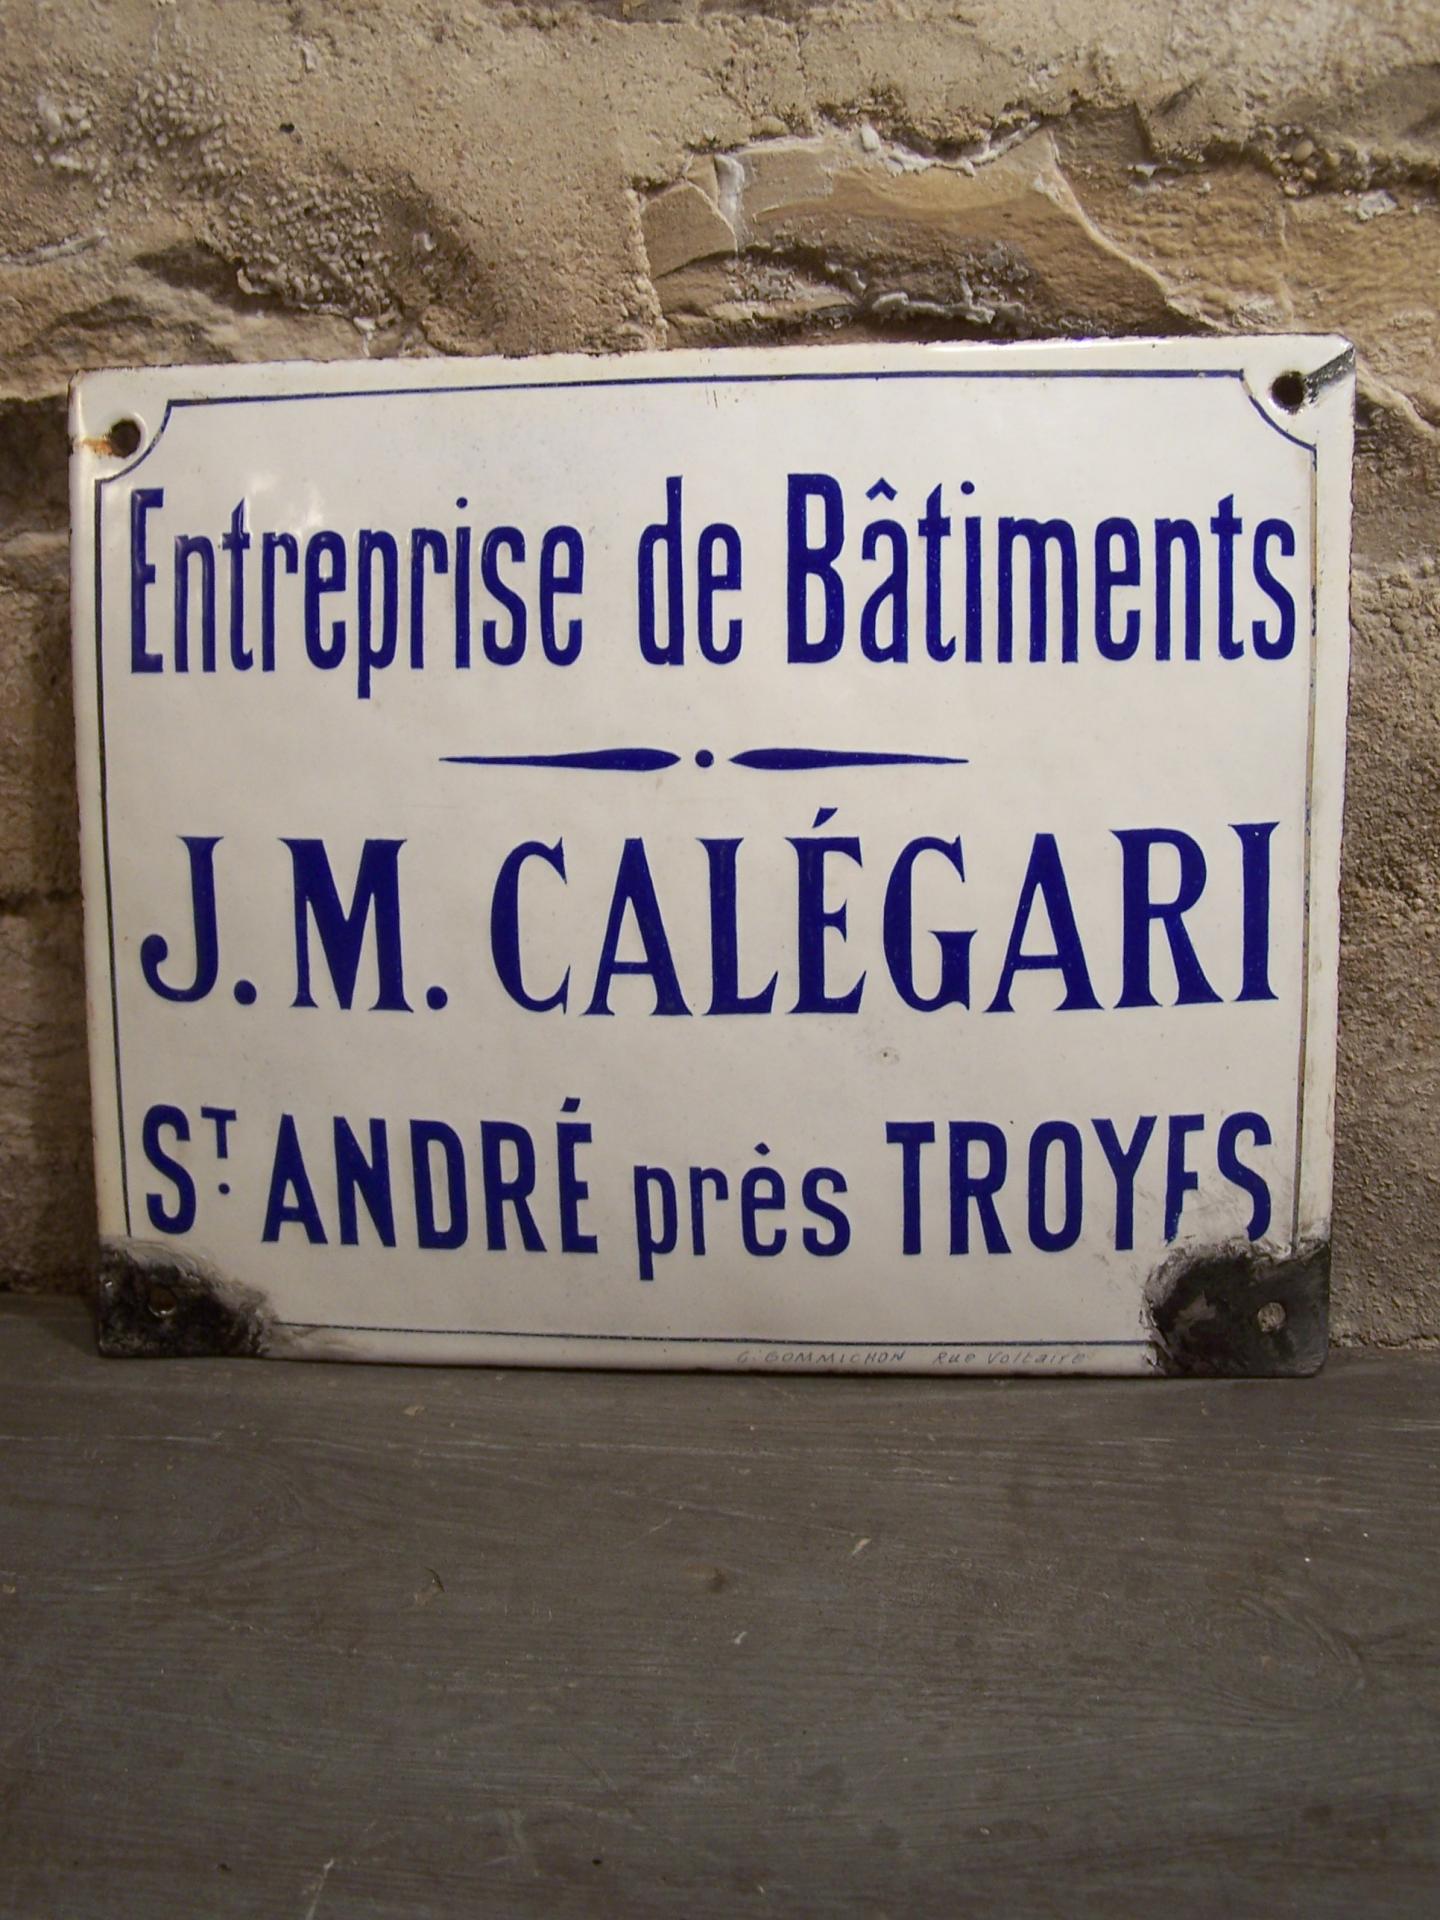 Entreprise de Bâtiments
J. M. CALÉGARI
ST. ANDRÉ près TROYES
G. GOMMICHON Rue Voltaire